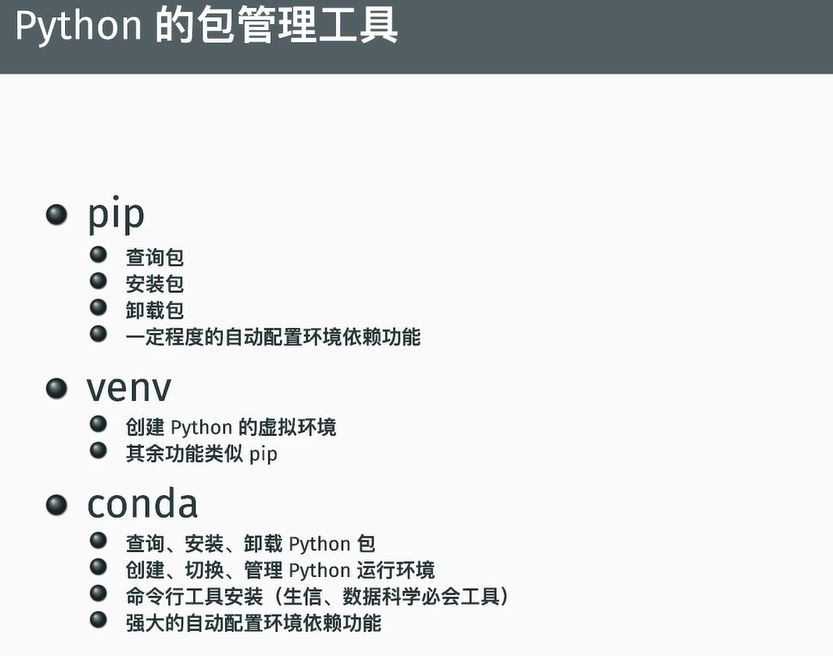 Python 的包管理工具
pip
查询包
安装包
卸载包
一定程度的自动配置环境依赖功能
venv
创建 Python 的虚拟环境
其余功能类似 pip
conda
查询、安装、卸载 Python 包
创建、切换、管理 Python 运行环境
命令行工具安装（生信、数据科学必会工具）
强大的自动配置环境依赖功能